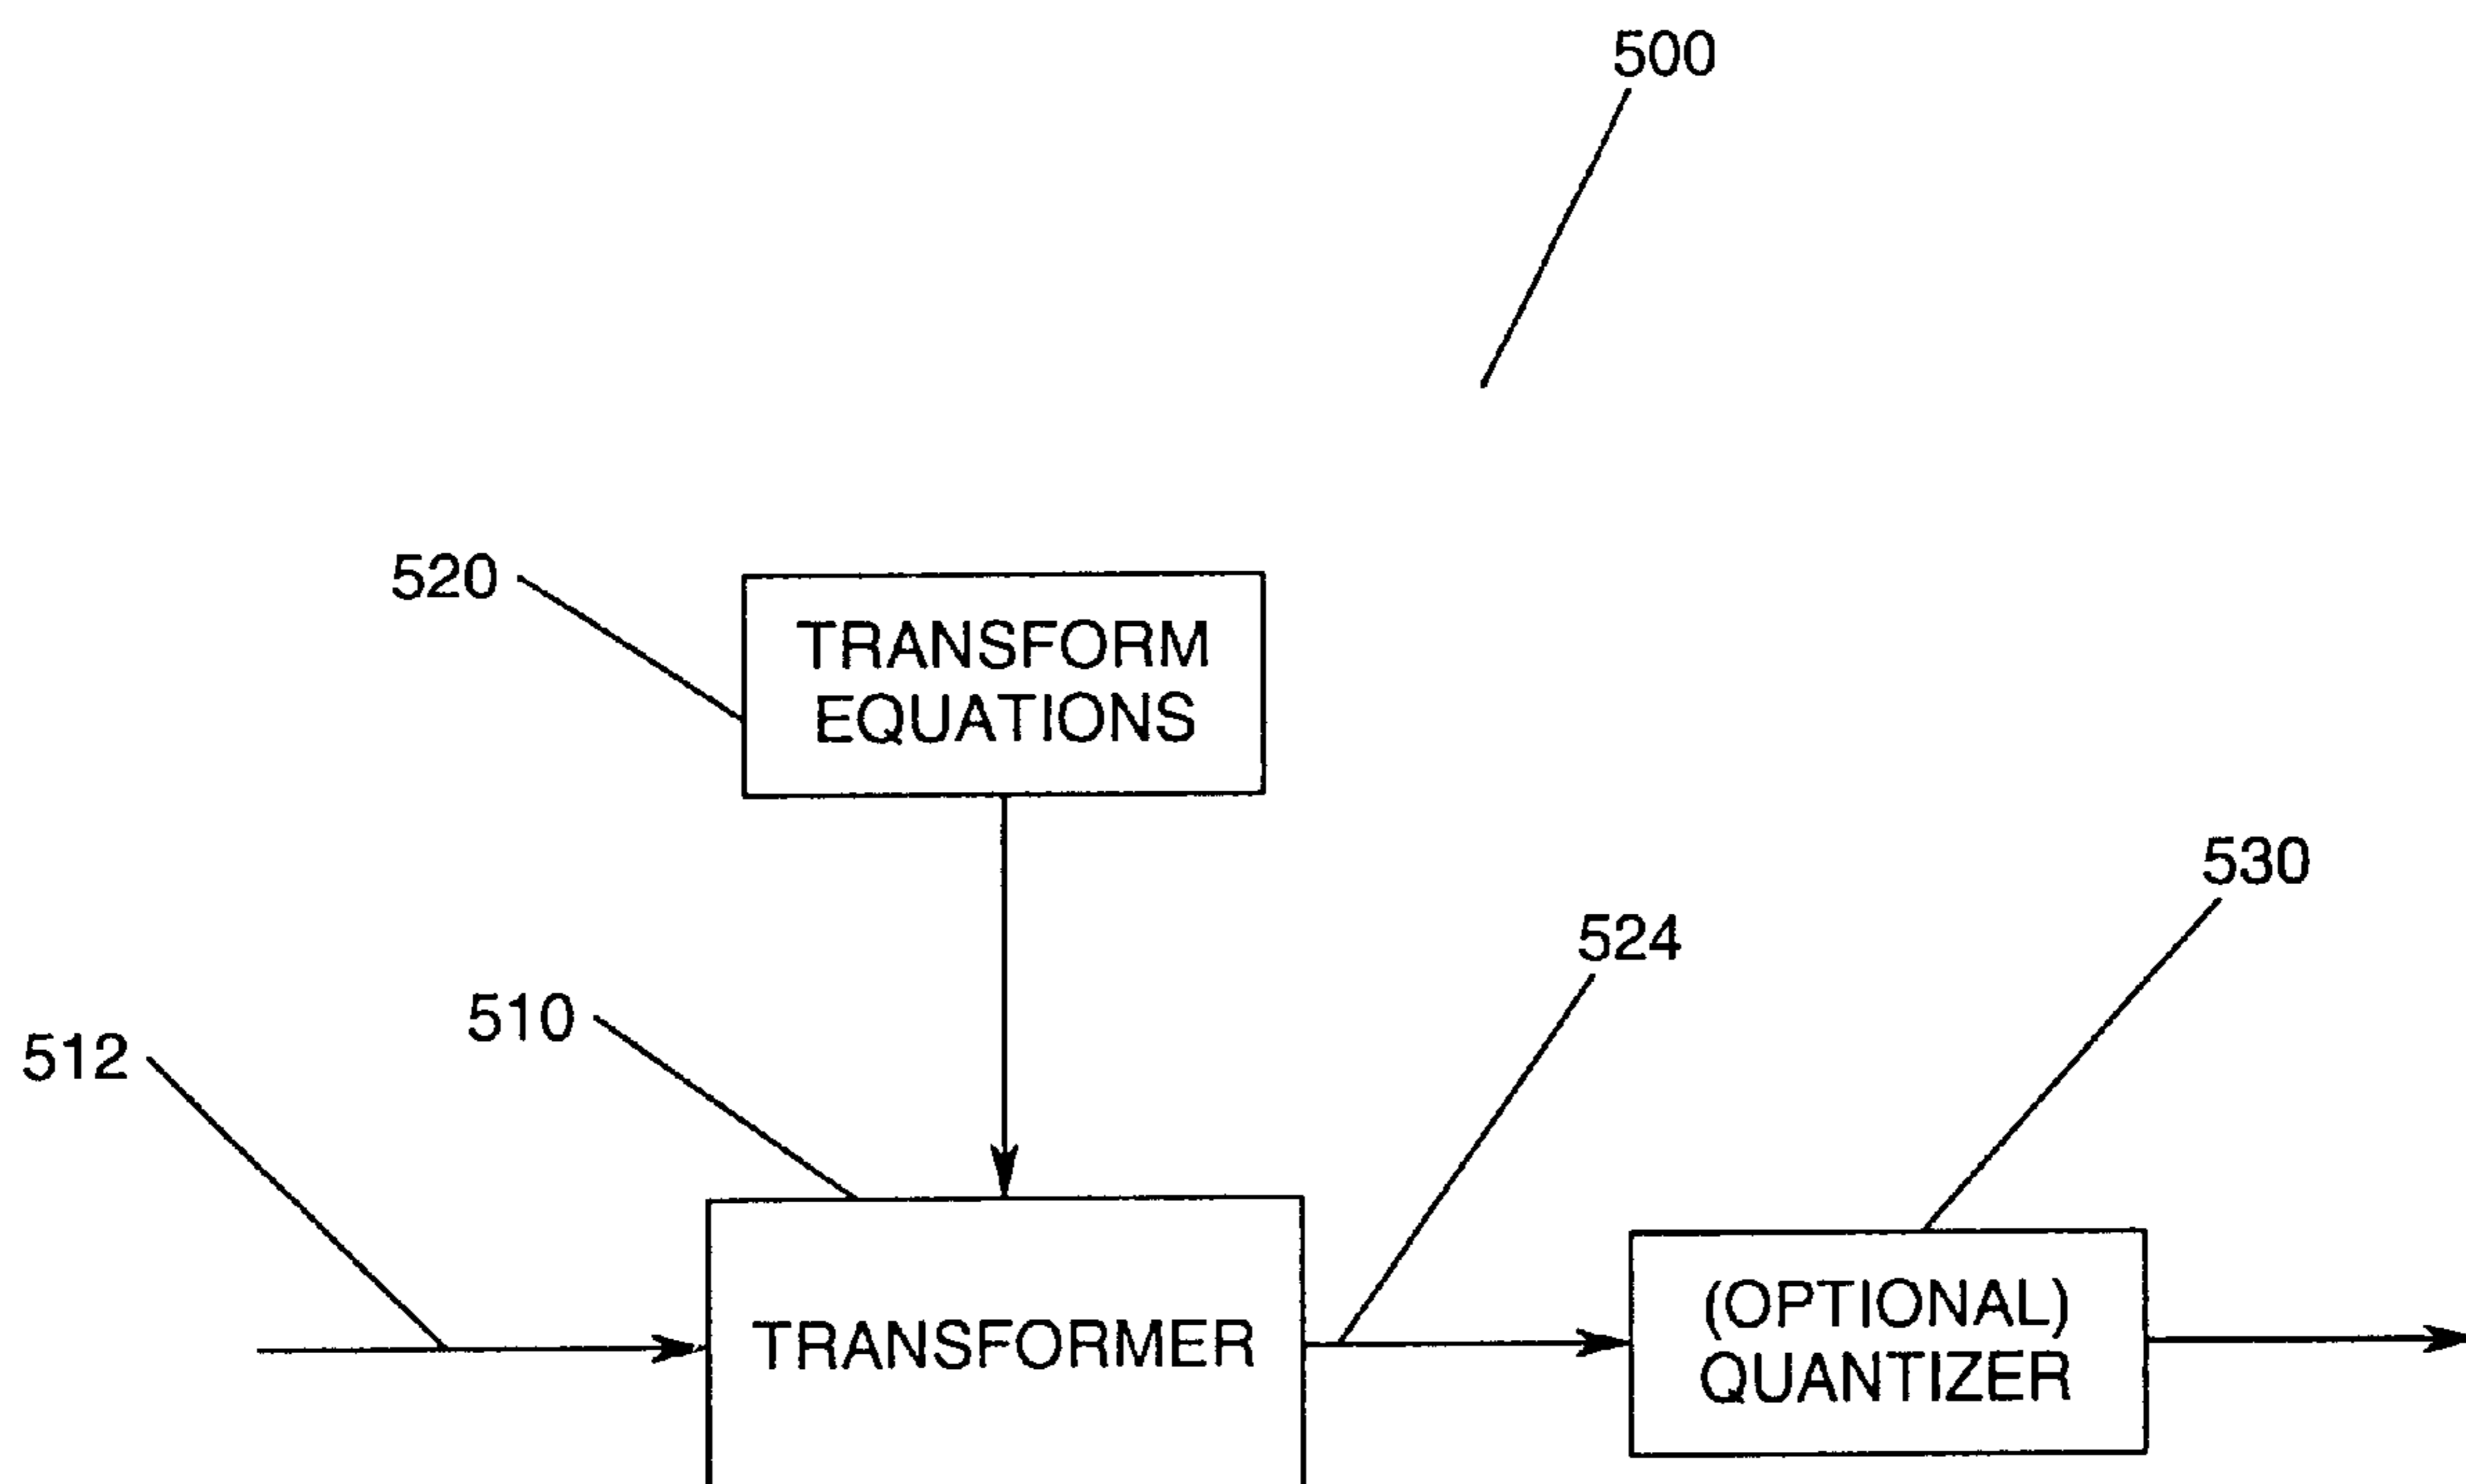 500
520
TRANSFORM
EQUATIONS
530
524
510
512
TRANSFORMER
(OPTIONAL)
QUANTIZER